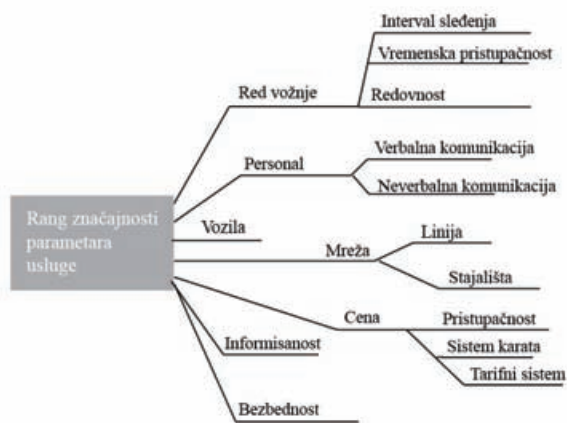 Rang značajnosti
parametara
usluge
Red vožnje
Interval sleđenja
Vremenska pristupačnost
Redovnost
Personal
Verbalna komunikacija
Neverbalna komunikacija
Vozila
Mreža
Linija
Stajališta
Cena
Pristupačnost
Sistem karata
Tarifni sistem
Informisanost
Bezbednost